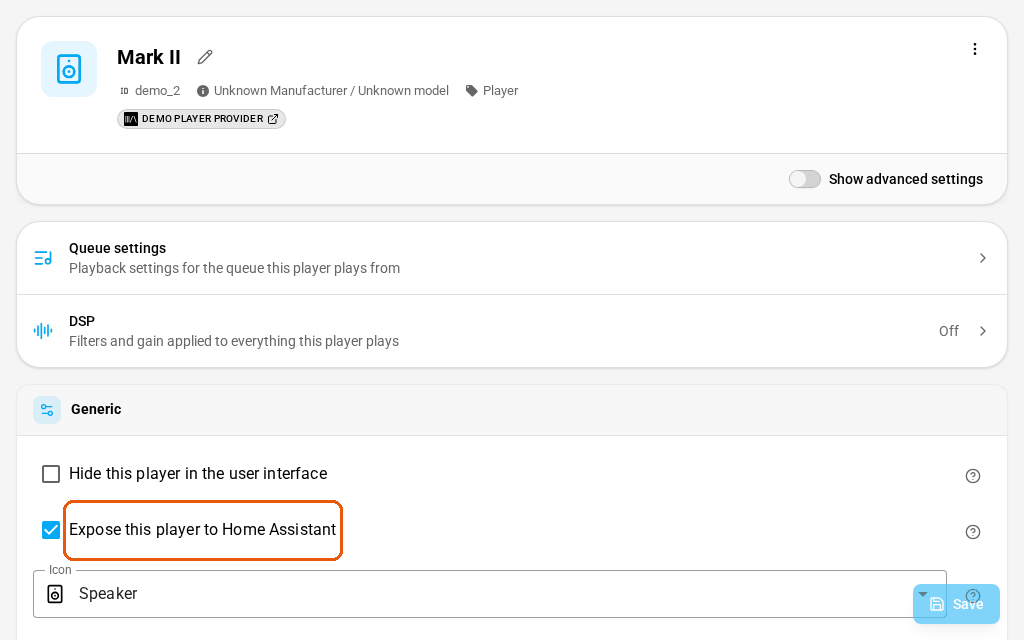 Mark II
ID demo_2 Unknown Manufacturer / Unknown model Player
DEMO PLAYER PROVIDER
Show advanced settings
Queue settings
Playback settings for the queue this player plays from
DSP
Filters and gain applied to everything this player plays
Off
Generic
Hide this player in the user interface
Expose this player to Home Assistant
Icon
Speaker
Save